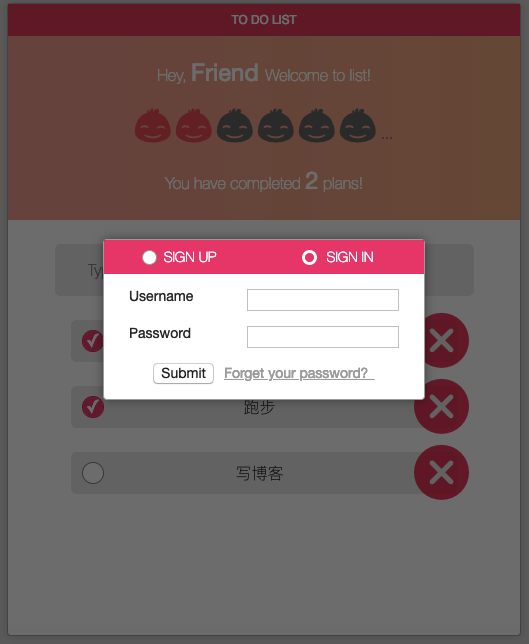 TO DO LIST
Hey, Friend Welcome to list!
...
You have completed 2 plans!
Ty
SIGN UP SIGN IN
Username
Password
Submit Forget your password?
跑步
写博客